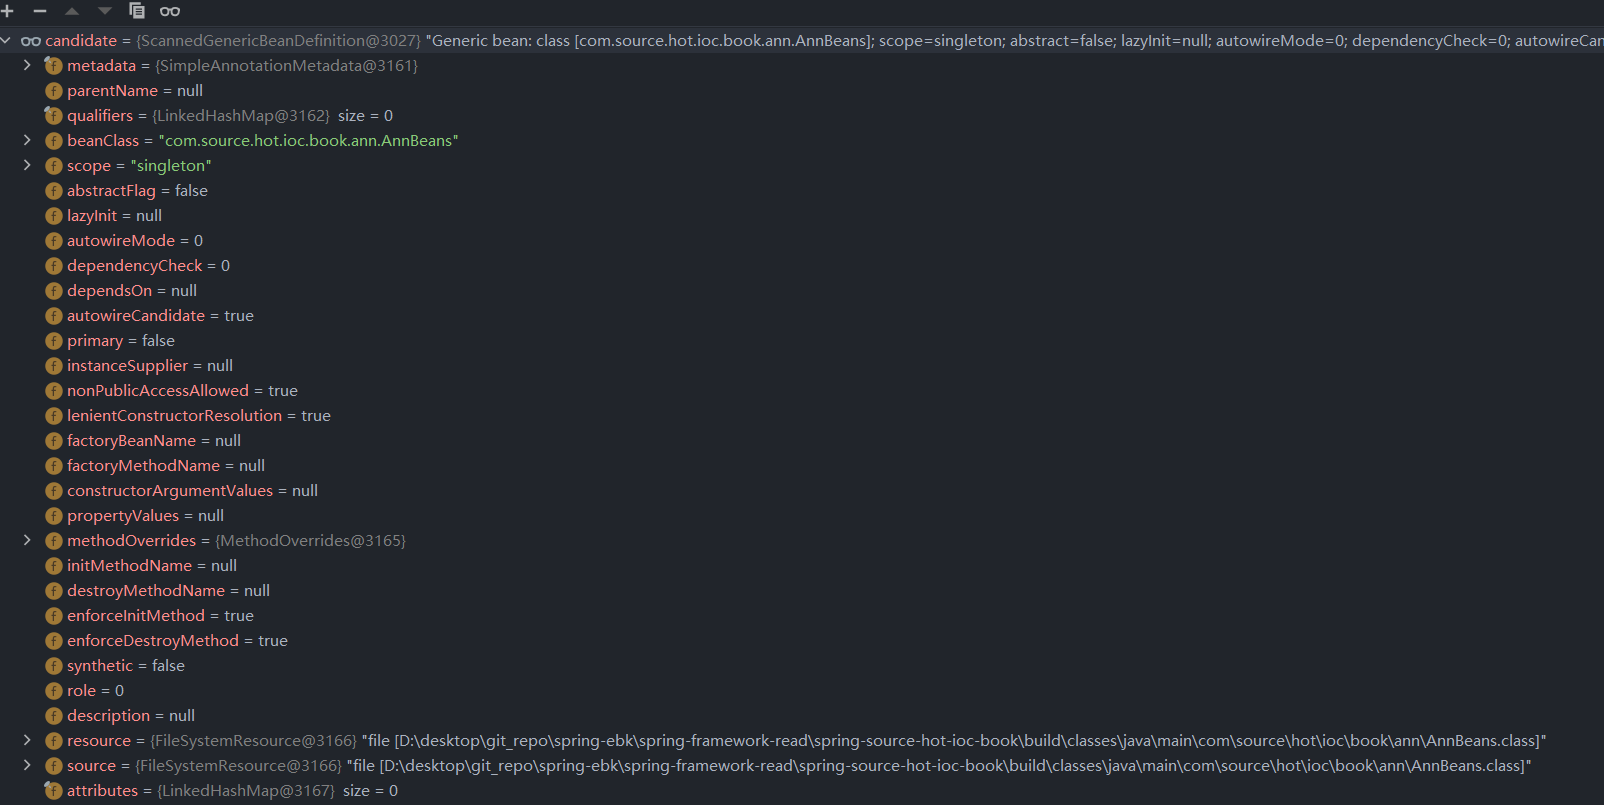 candidate = {ScannedGenericBeanDefinition@3027} "Generic bean: class [com.source.hot.ioc.book.ann.AnnBeans]; scope=singleton; abstract=false; lazyInit=null; autowireMode=0; dependencyCheck=0; autowireCan
metadata = {SimpleAnnotationMetadata@3161}
parentName = null
qualifiers = {LinkedHashMap@3162} size = 0
beanClass = "com.source.hot.ioc.book.ann.AnnBeans"
scope = "singleton"
abstractFlag = false
lazyInit = null
autowireMode = 0
dependencyCheck = 0
dependsOn = null
autowireCandidate = true
primary = false
instanceSupplier = null
nonPublicAccessAllowed = true
lenientConstructorResolution = true
factoryBeanName = null
factoryMethodName = null
constructorArgumentValues = null
propertyValues = null
methodOverrides = {MethodOverrides@3165}
initMethodName = null
destroyMethodName = null
enforceInitMethod = true
enforceDestroyMethod = true
synthetic = false
role = 0
description = null
resource = {FileSystemResource@3166} "file [D:\desktop\git_repo\spring-ebk\spring-framework-read\spring-source-hot-ioc-book\build\classes\java\main\com\source\hot\ioc\book\ann\AnnBeans.class]"
source = {FileSystemResource@3166} "file [D:\desktop\git_repo\spring-ebk\spring-framework-read\spring-source-hot-ioc-book\build\classes\java\main\com\source\hot\ioc\book\ann\AnnBeans.class]"
attributes = {LinkedHashMap@3167} size = 0